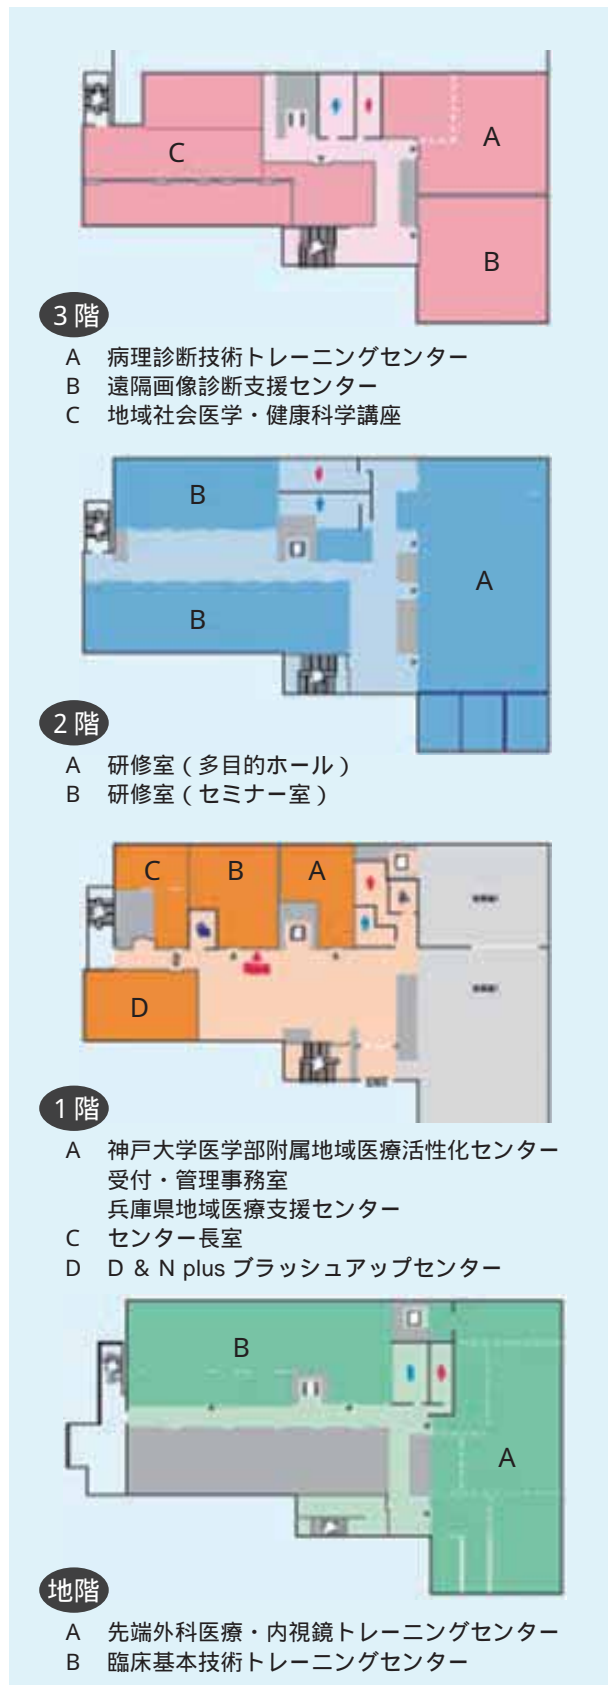 A
C
B
3階
A 病理診断技術トレーニングセンター
B 遠隔画像診断支援センター
C 地域社会医学・健康科学講座
B
A
B
2階
A 研修室(多目的ホール)
B 研修室(セミナー室)
C B A
D
1階
A 神戸大学医学部附属地域医療活性化センター
受付・管理事務室
兵庫県地域医療支援センター
C センター長室
D D & N plus ブラッシュアップセンター
B
A
地階
A 先端外科医療・内視鏡トレーニングセンター
B 臨床基本技術トレーニングセンター